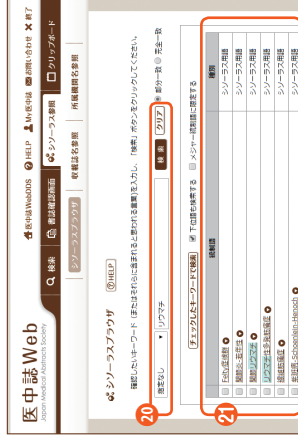 医中誌WebDDS HELP My医中誌 お問い合わせ 終了
医中誌Web
Japan Medical Abstracts Society
検索 書誌確認画面 シソーラス参照 クリップボード
シソーラスブラウザ 収載誌名参照 所属機関名参照
シソーラスブラウザ HELP
確認したいキーワード（またはそれらに含まれると思われる言葉)を入力し、「検索」ボタンをクリックしてください。
20 指定なし ▼ リウマチ 検索 クリア 部分一致 完全一致
チェックしたキーワードで検索 下位語も検索する メジャー統制語に限定する
21
統制語 種別
Felty症候群 シソーラス用語
関節炎-若年性 シソーラス用語
関節リウマチ シソーラス用語
リウマチ性多発筋痛症 シソーラス用語
線維筋痛症 シソーラス用語
紫斑病-Schoenlein-Henoch シソーラス用語